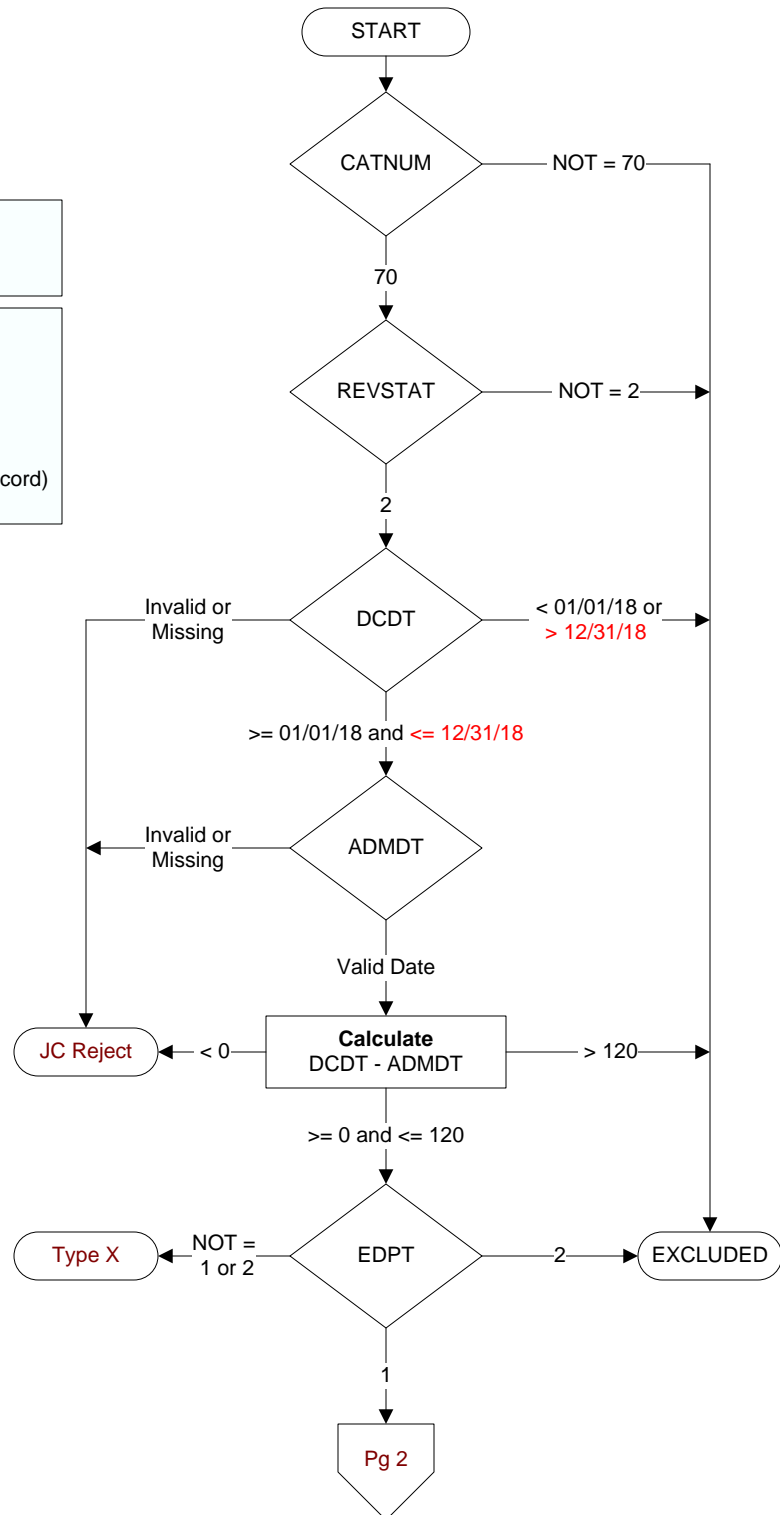 START
CATNUM
NOT = 70
70
REVSTAT
NOT = 2
cord)
2
Invalid or
Missing
DCDT
< 01/01/18 or
> 12/31/18
>= 01/01/18 and <= 12/31/18
Invalid or
Missing
ADMDT
Valid Date
JC Reject
< 0
Calculate
DCDT - ADMDT
> 120
>= 0 and <= 120
Type X
NOT =
1 or 2
EDPT
2
EXCLUDED
1
Pg 2